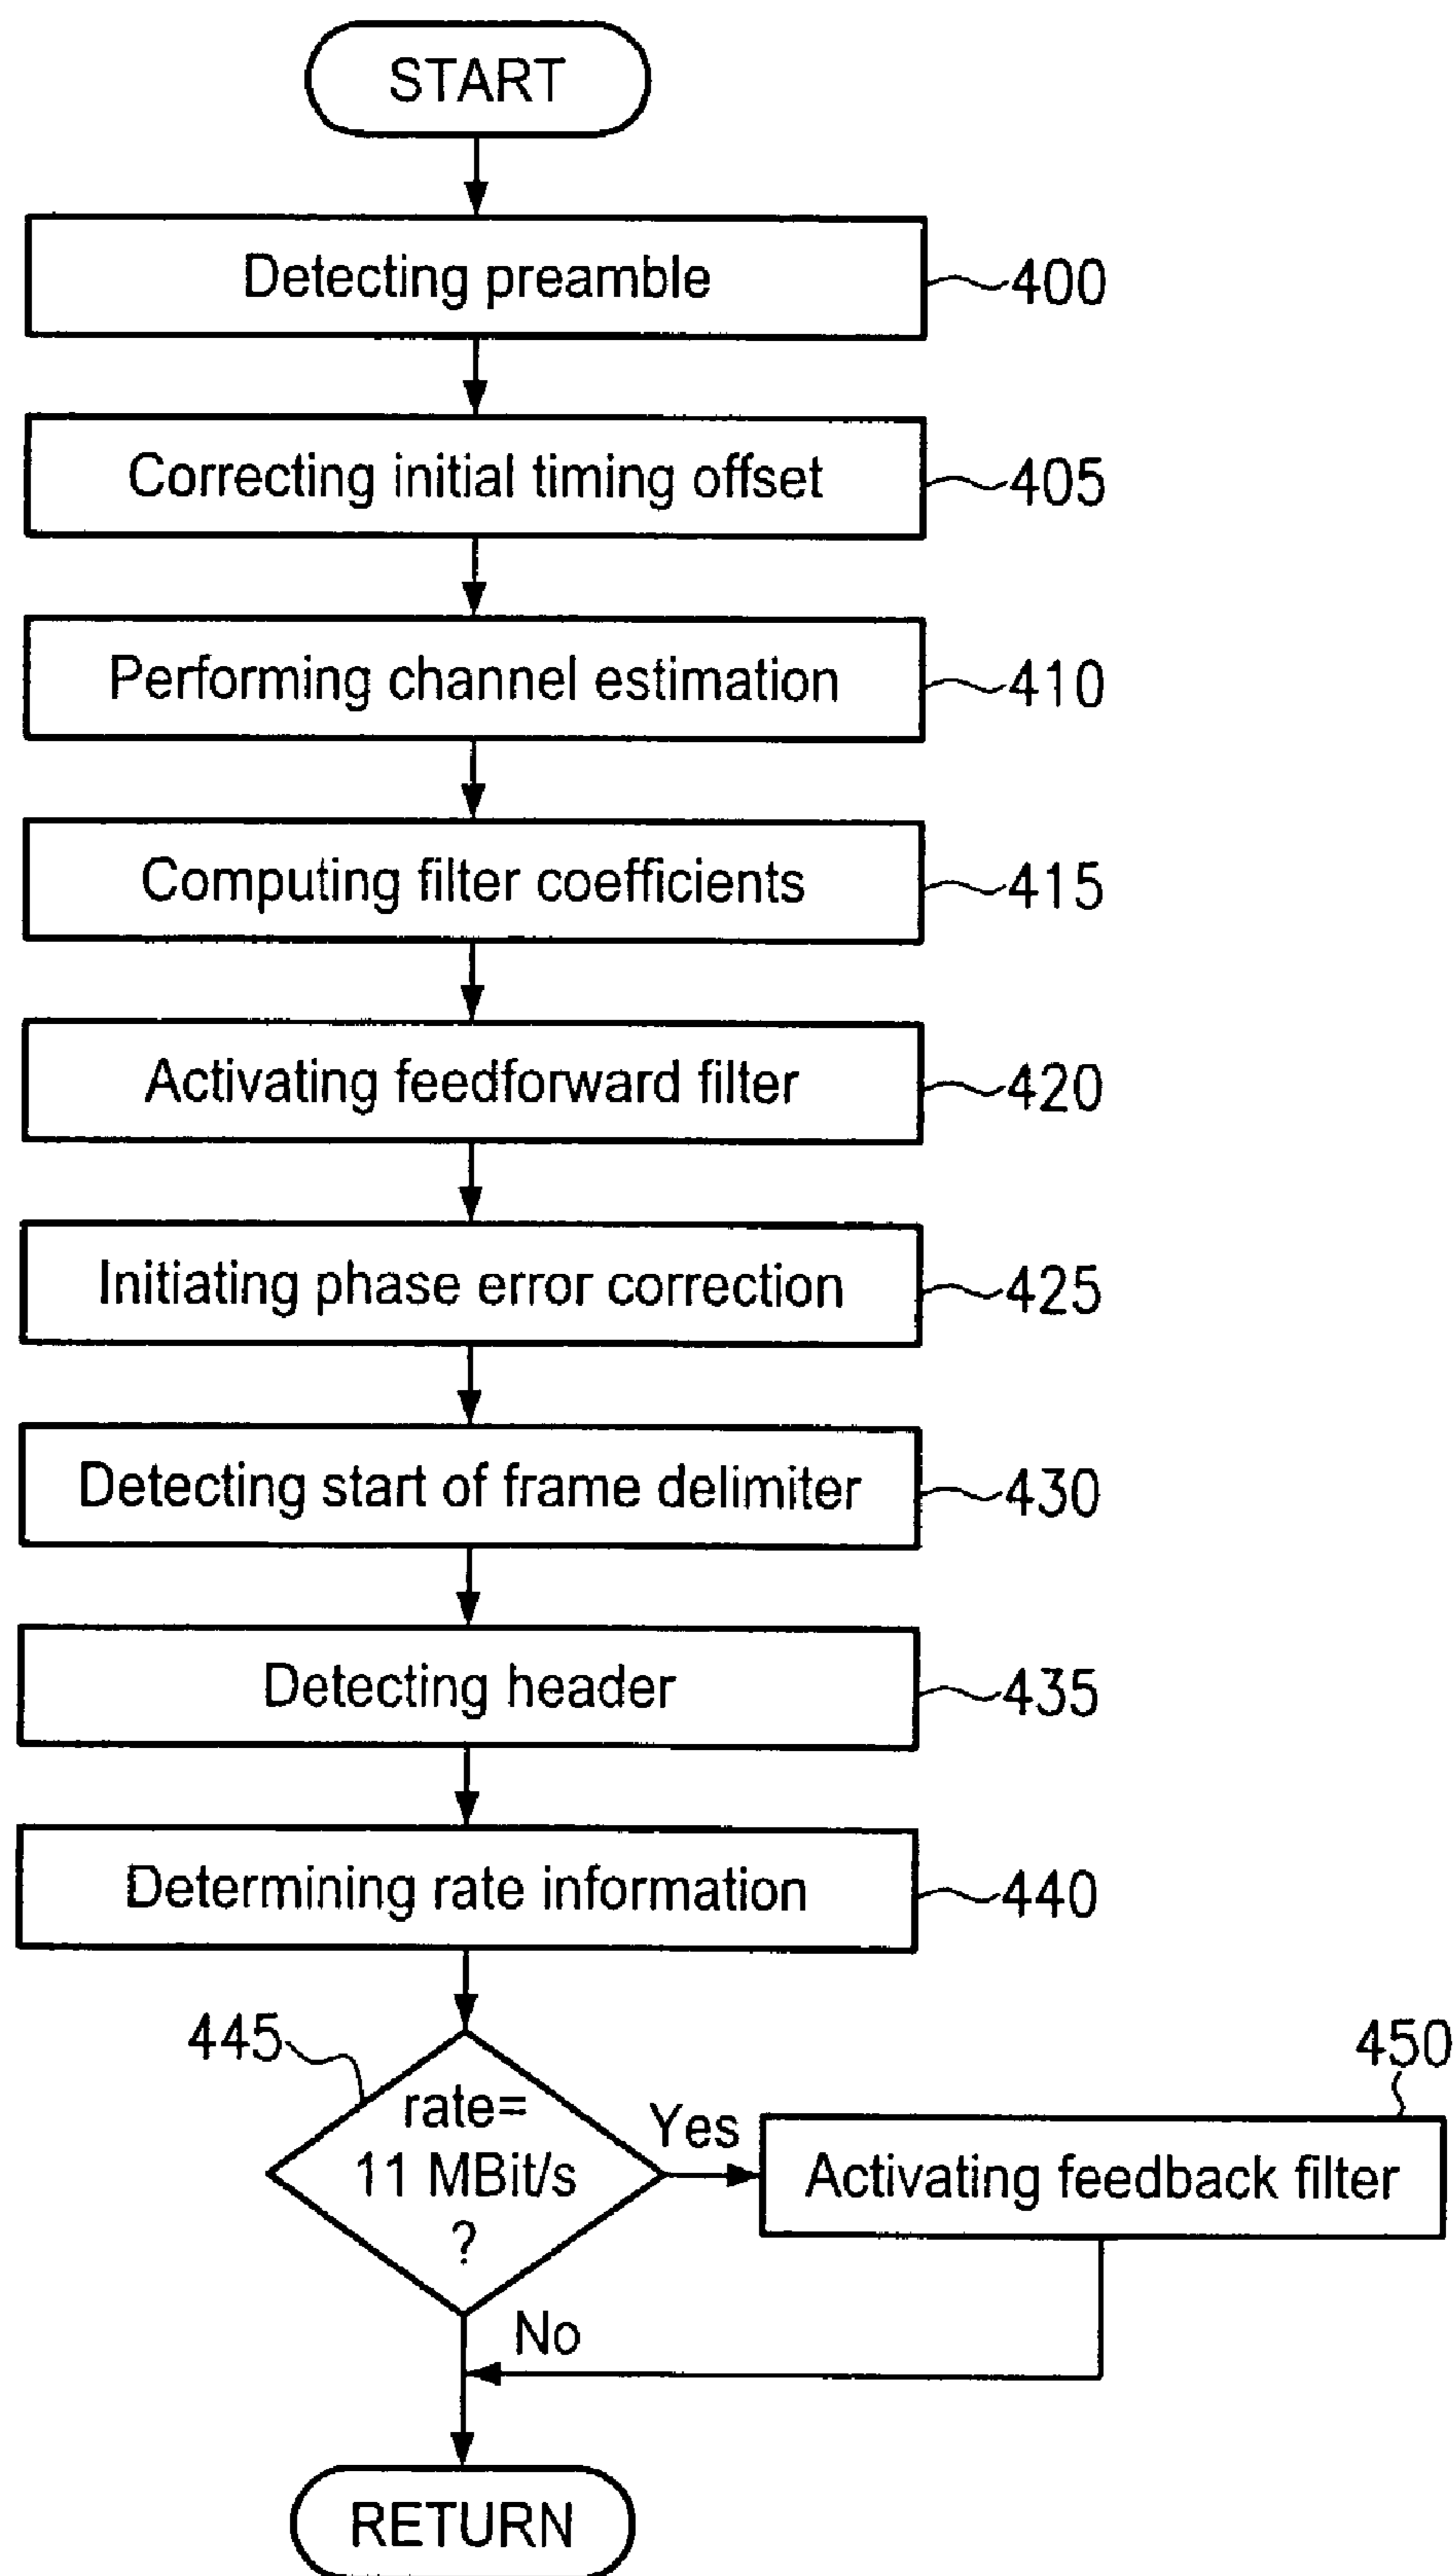 START
Detecting preamble
400
Correcting initial timing offset
405
Performing channel estimation
410
Computing filter coefficients
415
Activating feedforward filter
420
Initiating phase error correction
425
Detecting start of frame delimiter
430
Detecting header
435
Determining rate information
440
445
rate=
11 MBit/s
?
Yes
450
Activating feedback filter
No
RETURN